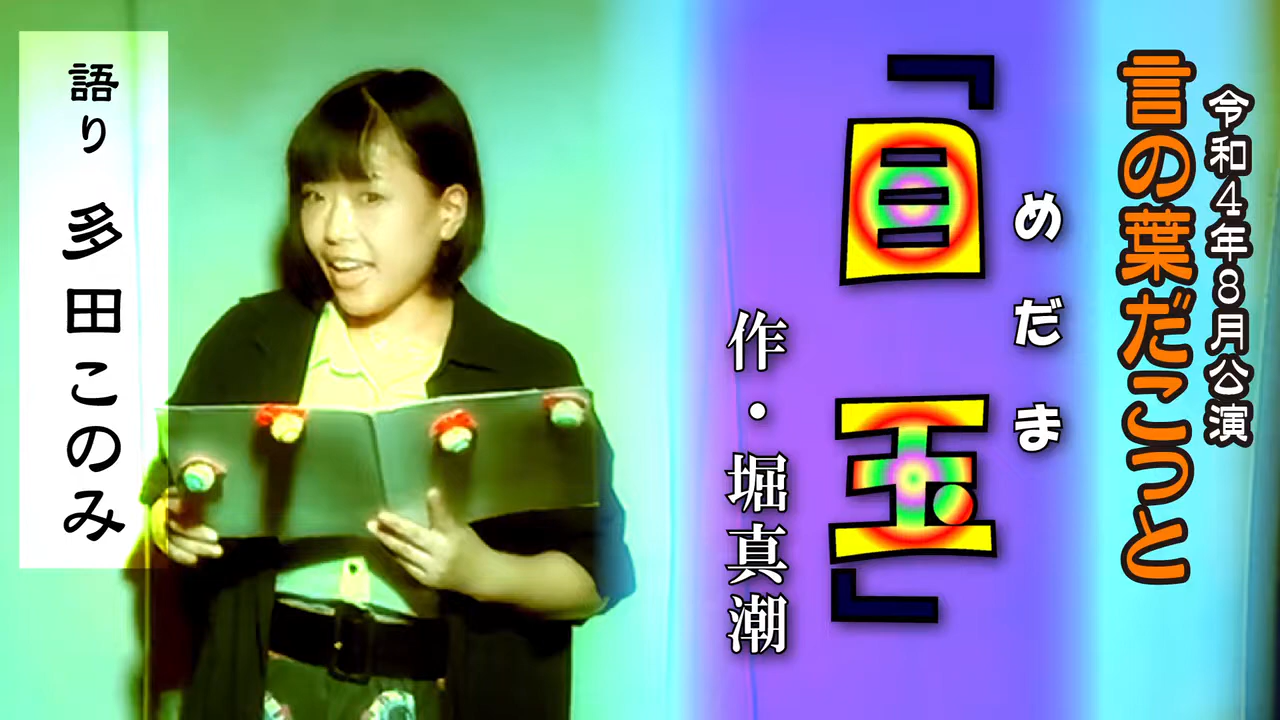 令和4年8月公演
言の葉だこつと
「目玉」
めだま
作・堀真潮
語り 多田このみ